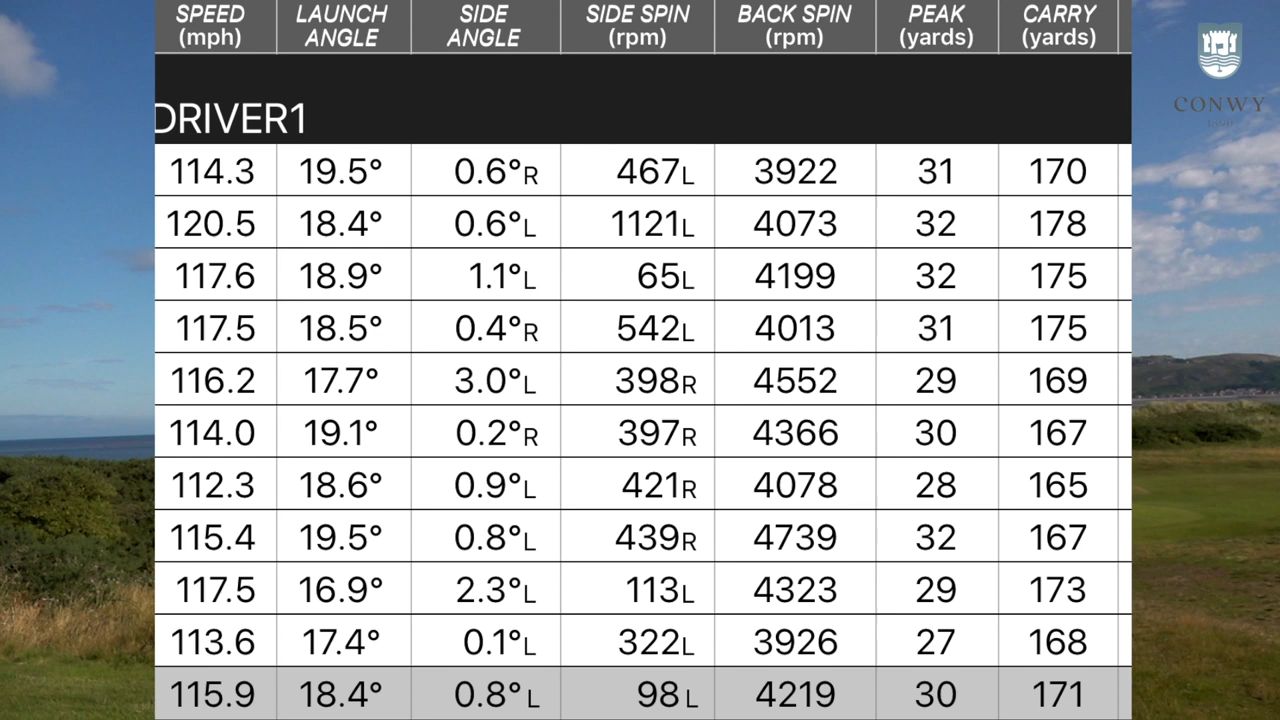 SPEED (mph) LAUNCH ANGLE SIDE ANGLE SIDE SPIN (rpm) BACK SPIN (rpm) PEAK (yards) CARRY (yards)
DRIVER1
114.3 19.5° 0.6°R 467L 3922 31 170
120.5 18.4° 0.6°L 1121L 4073 32 178
117.6 18.9° 1.1°L 65L 4199 32 175
117.5 18.5° 0.4°R 542L 4013 31 175
116.2 17.7° 3.0°L 398R 4552 29 169
114.0 19.1° 0.2°R 397R 4366 30 167
112.3 18.6° 0.9°L 421R 4078 28 165
115.4 19.5° 0.8°L 439R 4739 32 167
117.5 16.9° 2.3°L 113L 4323 29 173
113.6 17.4° 0.1°L 322L 3926 27 168
115.9 18.4° 0.8°L 98L 4219 30 171
CONWY